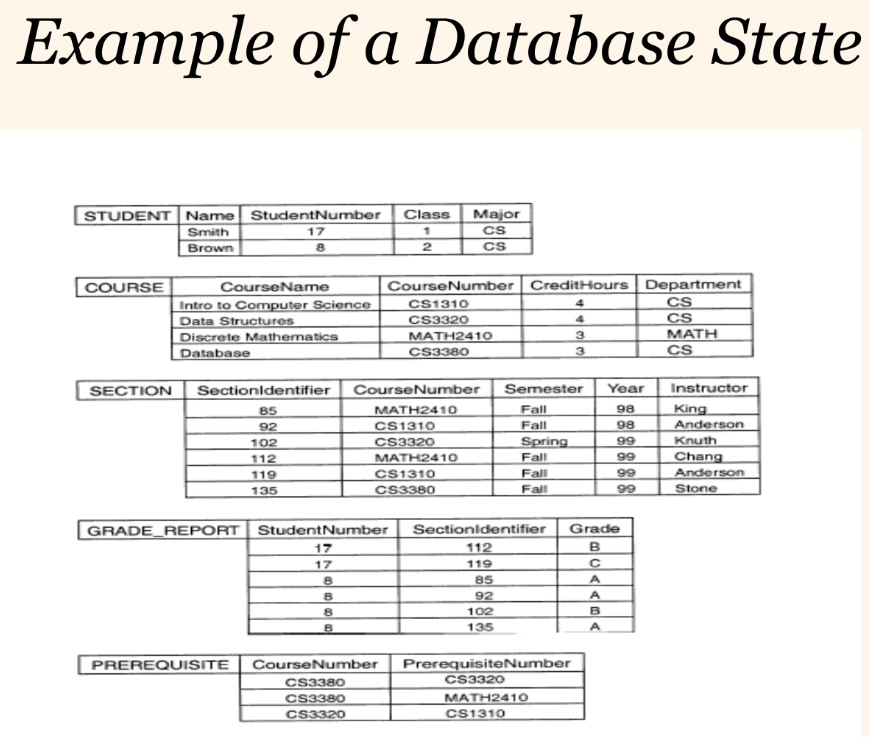 Example of a Database State
STUDENT Name StudentNumber Class Major
Smith 17 1 CS
Brown 8 2 CS
COURSE CourseName CourseNumber CreditHours Department
Intro to Computer Science CS1310 4 CS
Data Structures CS3320 4 CS
Discrete Mathematics MATH2410 3 MATH
Database CS3380 3 CS
SECTION SectionIdentifier CourseNumber Semester Year Instructor
85 MATH2410 Fall 98 King
92 CS1310 Fall 98 Anderson
102 CS3320 Spring 99 Knuth
112 MATH2410 Fall 99 Chang
119 CS1310 Fall 99 Anderson
135 CS3380 Fall 99 Stone
GRADE_REPORT StudentNumber SectionIdentifier Grade
17 112 B
17 119 C
8 85 A
8 92 A
8 102 B
8 135 A
PREREQUISITE CourseNumber PrerequisiteNumber
CS3380 CS3320
CS3380 MATH2410
CS3320 CS1310